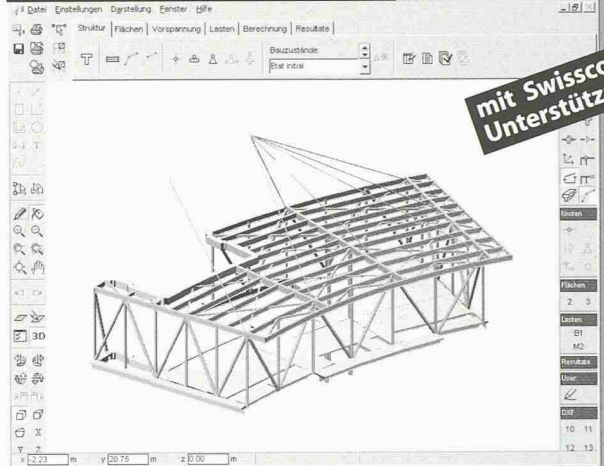 Datei Einstellungen Darstellung Fenster Hilfe
Struktur Flächen Vorspannung Lasten Berechnung Resultate
Bauzustände
Etat initial
mit Swissco
Unterstütz
Knoten
Flächen
2 3
Lasten
B1
M2
Resultate
User
DXF
10 11
12 13
3D
X
Z
x -2.23 m y 20.75 m z 0.00 m